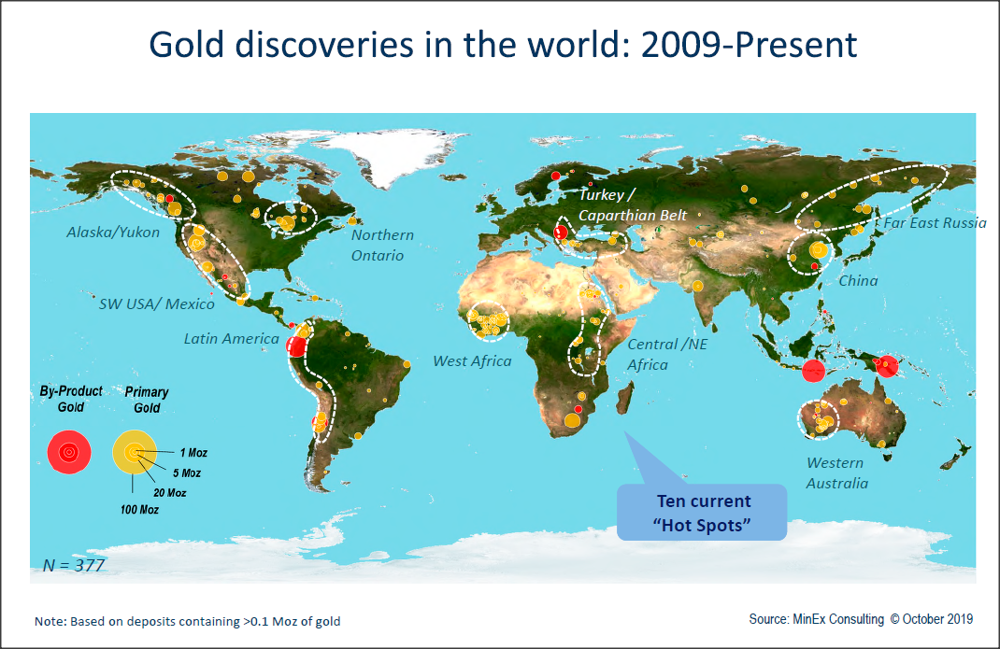 Gold discoveries in the world: 2009-Present
Turkey /
Caparthian Belt
Alaska/Yukon
Northern
Ontario
Far East Russia
China
SW USA/ Mexico
Latin America
West Africa
Central /NE
Africa
By-Product
Gold
Primary
Gold
1 Moz
5 Moz
20 Moz
100 Moz
Western
Australia
Ten current
“Hot Spots”
N = 377
Note: Based on deposits containing >0.1 Moz of gold
Source: MinEx Consulting © October 2019